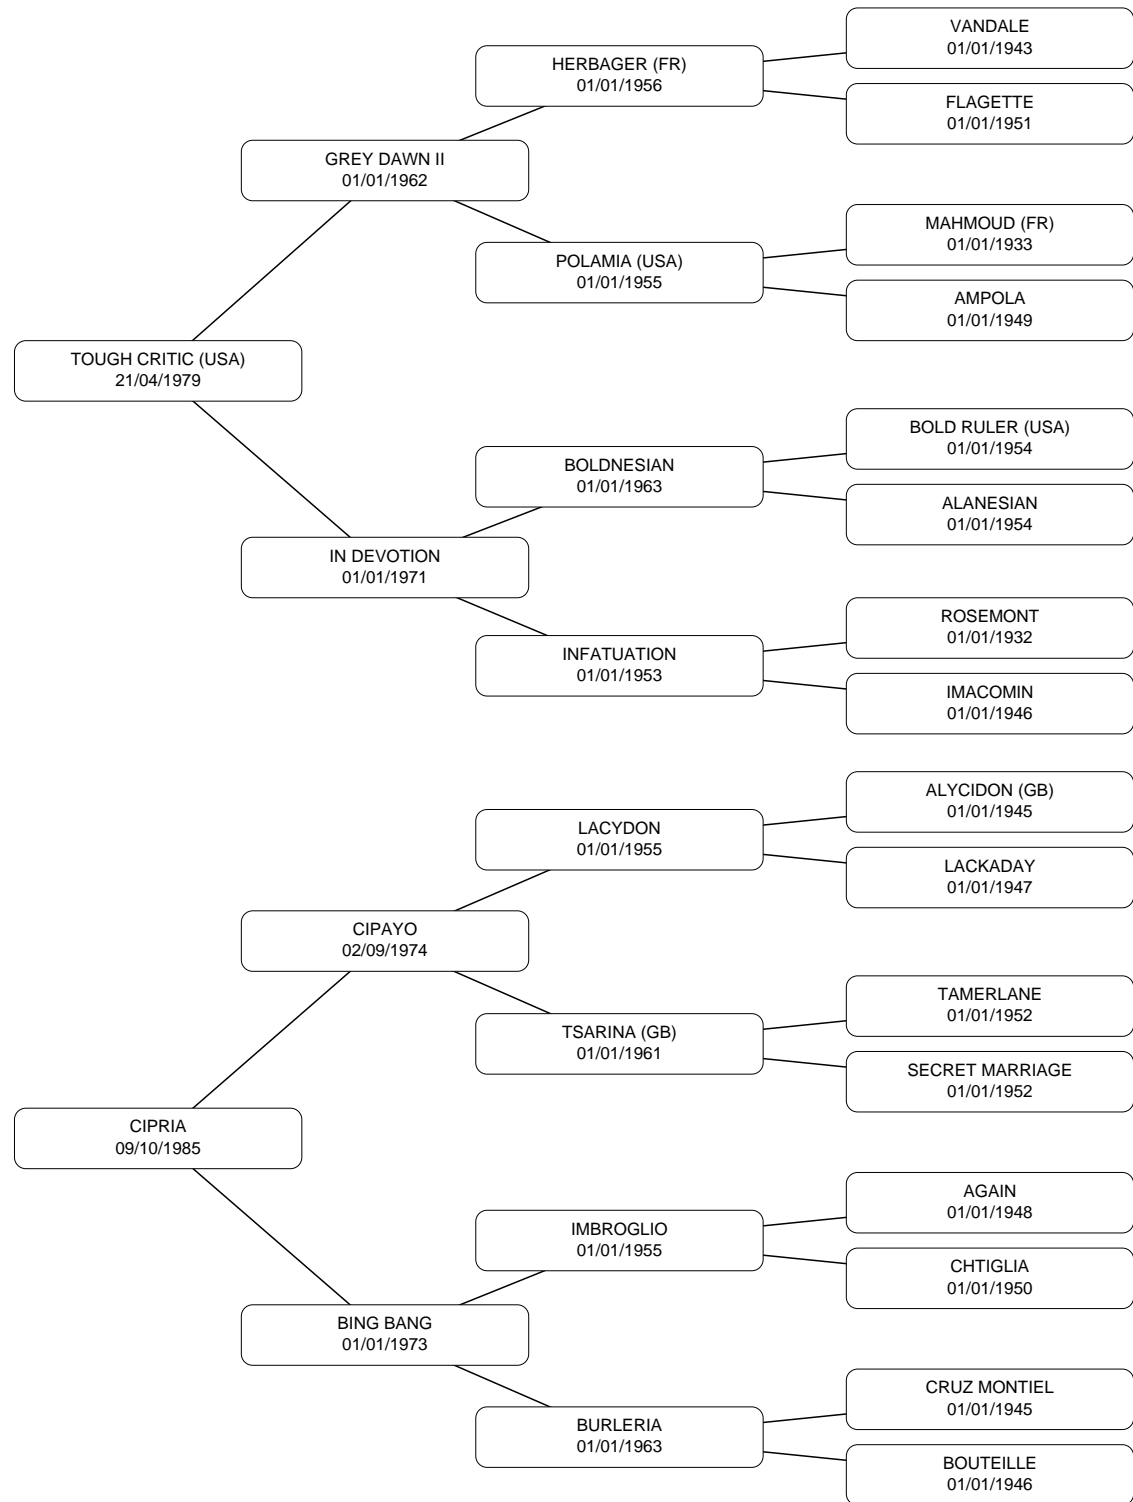 VANDALE
01/01/1943
HERBAGER (FR)
01/01/1956
FLAGETTE
01/01/1951
GREY DAWN II
01/01/1962
MAHMOUD (FR)
01/01/1933
POLAMIA (USA)
01/01/1955
AMPOLA
01/01/1949
TOUGH CRITIC (USA)
21/04/1979
BOLD RULER (USA)
01/01/1954
BOLDNESIAN
01/01/1963
ALANESIAN
01/01/1954
IN DEVOTION
01/01/1971
ROSEMONT
01/01/1932
INFATUATION
01/01/1953
IMACOMIN
01/01/1946
ALYCIDON (GB)
01/01/1945
LACYDON
01/01/1955
LACKADAY
01/01/1947
CIPAYO
02/09/1974
TAMERLANE
01/01/1952
TSARINA (GB)
01/01/1961
SECRET MARRIAGE
01/01/1952
CIPRIA
09/10/1985
AGAIN
01/01/1948
IMBROGLIO
01/01/1955
CHTIGLIA
01/01/1950
BING BANG
01/01/1973
CRUZ MONTIEL
01/01/1945
BURLERIA
01/01/1963
BOUTEILLE
01/01/1946